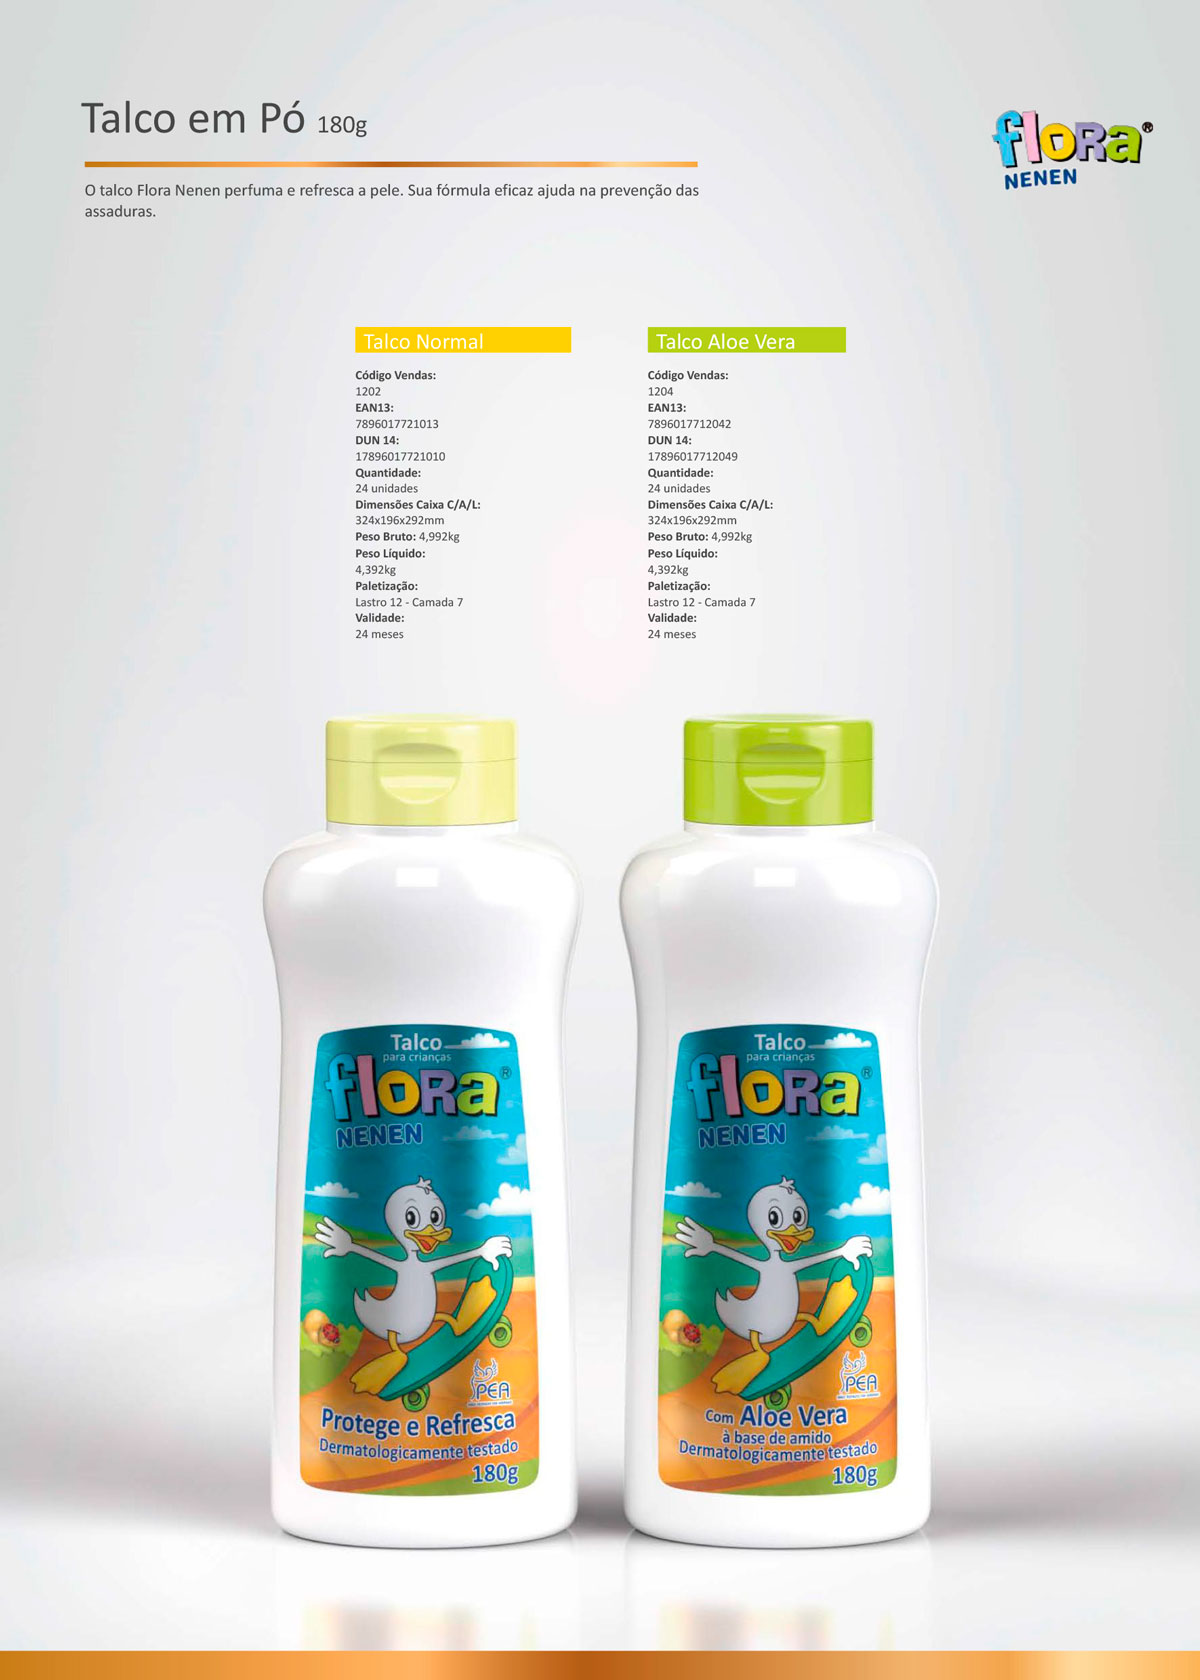 Talco em Pó 180g
flora®
NENEN
O talco Flora Nenen perfuma e refresca a pele. Sua fórmula eficaz ajuda na prevenção das
assaduras.
Talco Normal
Código Vendas:
1202
EAN13:
7896017721013
DUN 14:
17896017721010
Quantidade:
24 unidades
Dimensões Caixa C/A/L:
324x196x292mm
Peso Bruto: 4,992kg
Peso Líquido:
4,392kg
Paletização:
Lastro 12 - Camada 7
Validade:
24 meses
Talco Aloe Vera
Código Vendas:
1204
EAN13:
7896017712042
DUN 14:
17896017712049
Quantidade:
24 unidades
Dimensões Caixa C/A/L:
324x196x292mm
Peso Bruto: 4,992kg
Peso Líquido:
4,392kg
Paletização:
Lastro 12 - Camada 7
Validade:
24 meses
Talco
para crianças
flora®
NENEN
PEA
Protege e Refresca
Dermatologicamente testado
180g
Talco
para crianças
flora®
NENEN
PEA
Com Aloe Vera
à base de amido
Dermatologicamente testado
180g